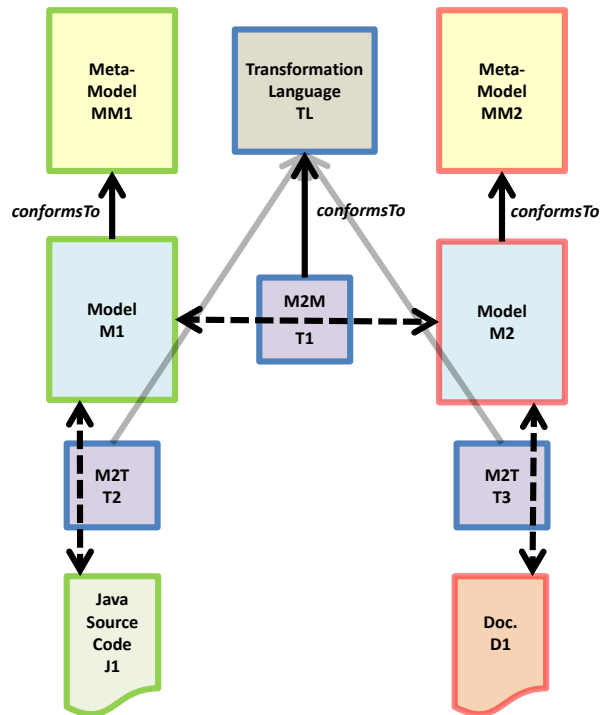 Meta-
Model
MM1
Transformation
Language
TL
Meta-
Model
MM2
conformsTo
conformsTo
conformsTo
Model
M1
M2M
T1
Model
M2
M2T
T2
M2T
T3
Java
Source
Code
J1
Doc.
D1